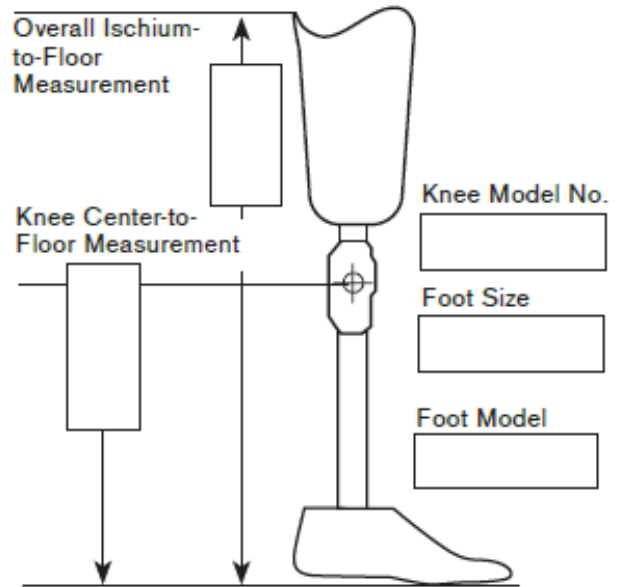 Overall Ischium-
to-Floor
Measurement
Knee Center-to-
Floor Measurement
Knee Model No.
Foot Size
Foot Model